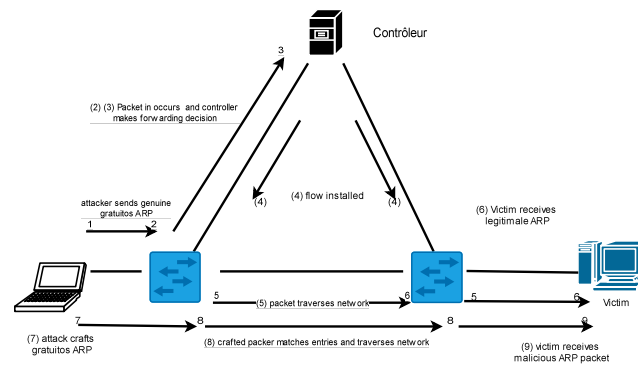 Contrôleur
3
(2) (3) Packet in occurs and controller
makes forwarding decision
(4) flow installed
(4)
(4)
attacker sends genuine
gratuitos ARP
1
2
(6) Victim receives
legitimale ARP
5
(5) packet traverses network
6
5
6
Victim
7
8
8
9
(7) attack crafts
gratuitos ARP
(8) crafted packer matches entries and traverses network
(9) victim receives
malicious ARP packet